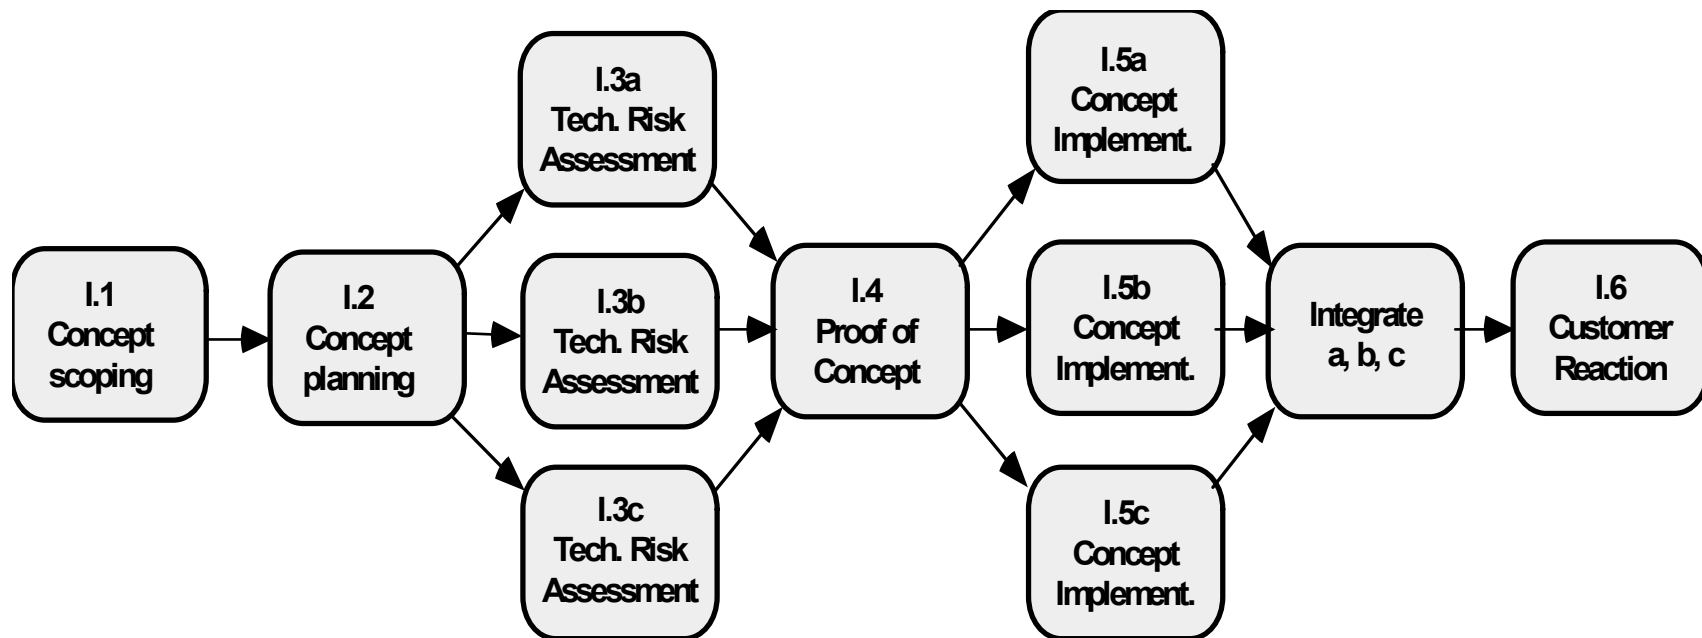 I.1
Concept
scoping
I.2
Concept
planning
I.3a
Tech. Risk
Assessment
I.3b
Tech. Risk
Assessment
I.3c
Tech. Risk
Assessment
I.4
Proof of
Concept
I.5a
Concept
Implement.
I.5b
Concept
Implement.
I.5c
Concept
Implement.
Integrate
a, b, c
I.6
Customer
Reaction